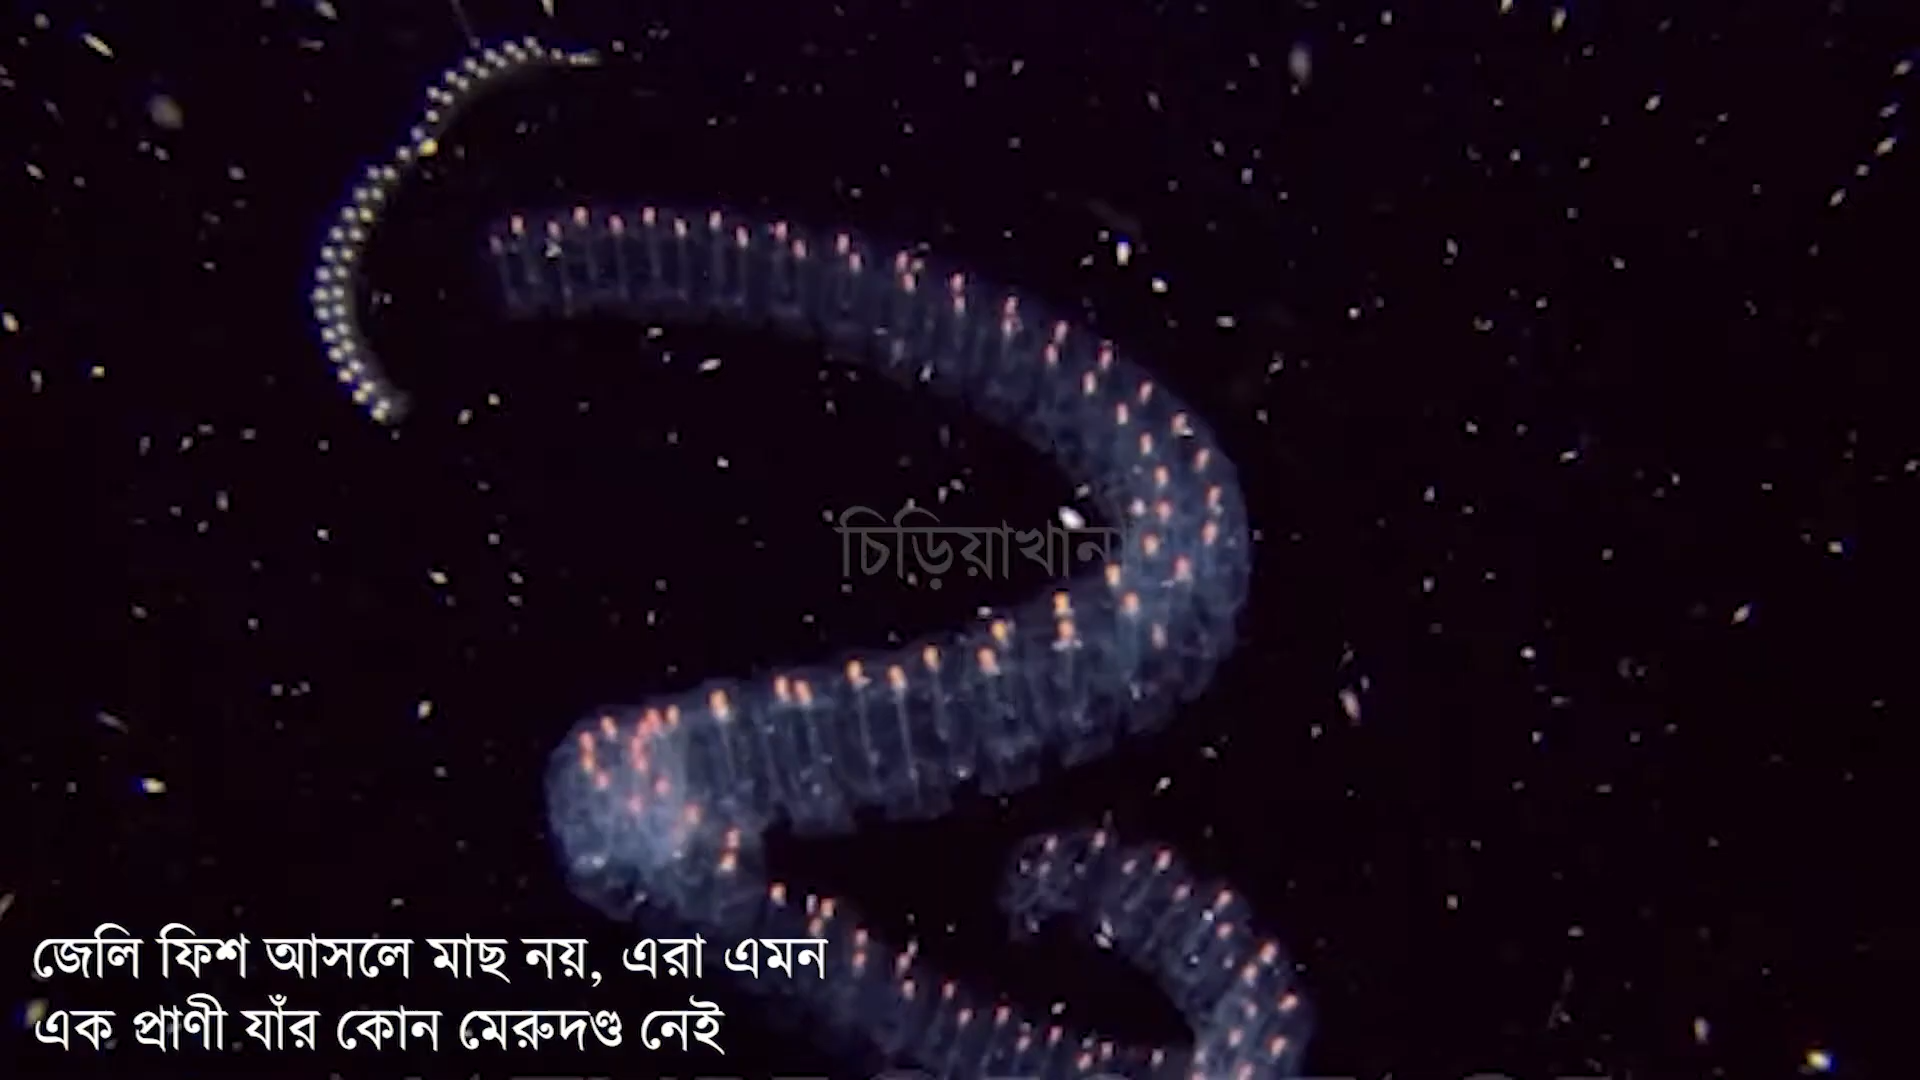 চিড়িয়াখানা
জেলি ফিশ আসলে মাছ নয়, এরা এমন
এক প্রাণী যাঁর কোন মেরুদণ্ড নেই